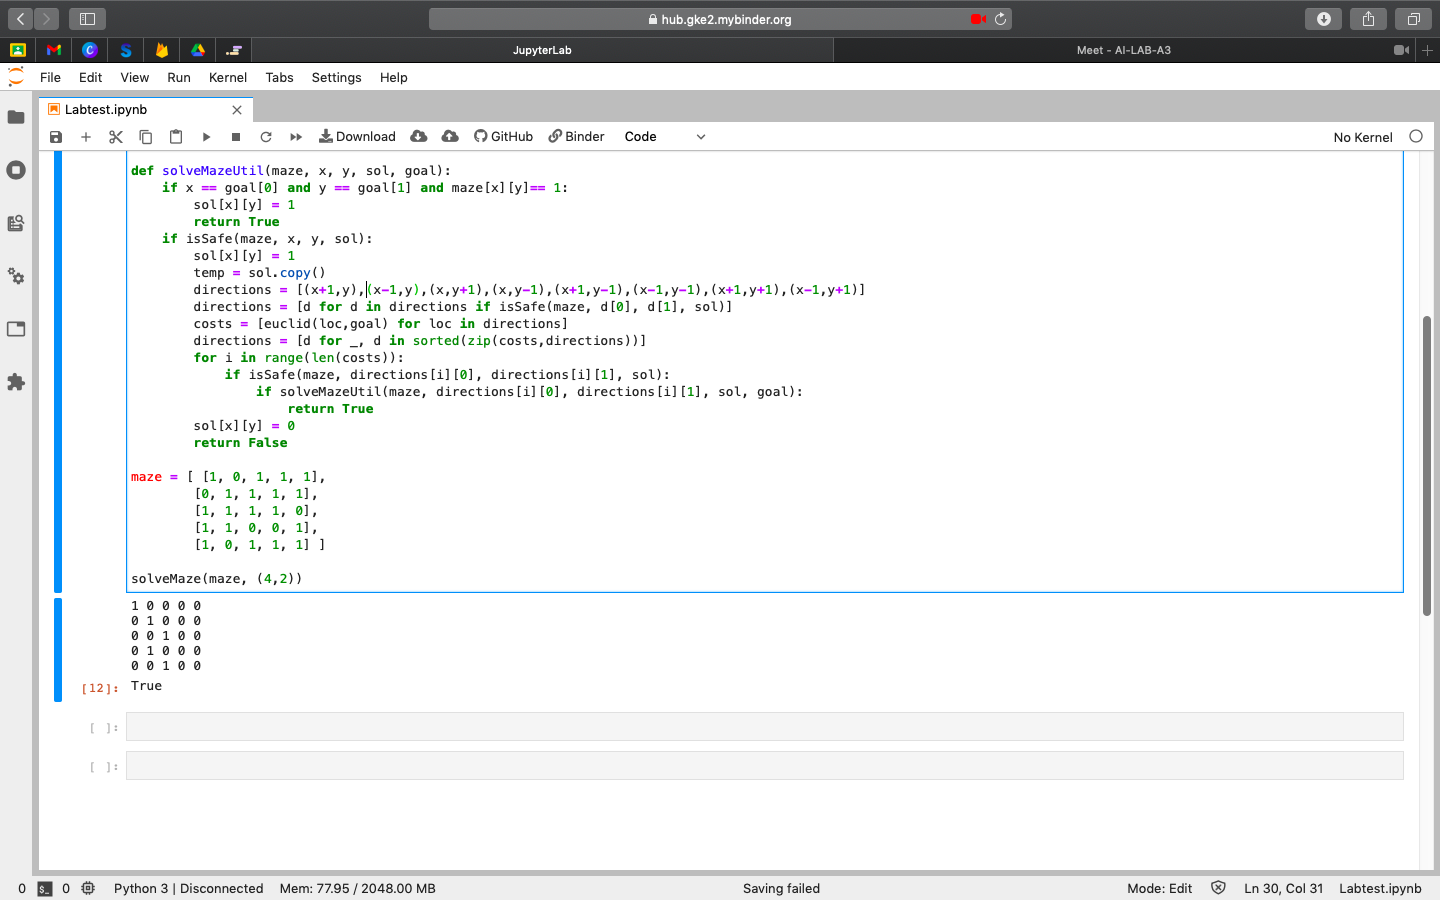 hub.gke2.mybinder.org
JupyterLab
Meet - AI-LAB-A3
File Edit View Run Kernel Tabs Settings Help
Labtest.ipynb
Download GitHub Binder Code No Kernel
def solveMazeUtil(maze, x, y, sol, goal):
    if x == goal[0] and y == goal[1] and maze[x][y]== 1:
        sol[x][y] = 1
        return True
    if isSafe(maze, x, y, sol):
        sol[x][y] = 1
        temp = sol.copy()
        directions = [(x+1,y),(x-1,y),(x,y+1),(x,y-1),(x+1,y-1),(x-1,y-1),(x+1,y+1),(x-1,y+1)]
        directions = [d for d in directions if isSafe(maze, d[0], d[1], sol)]
        costs = [euclid(loc,goal) for loc in directions]
        directions = [d for _, d in sorted(zip(costs,directions))]
        for i in range(len(costs)):
            if isSafe(maze, directions[i][0], directions[i][1], sol):
                if solveMazeUtil(maze, directions[i][0], directions[i][1], sol, goal):
                    return True
        sol[x][y] = 0
        return False
maze = [ [1, 0, 1, 1, 1],
        [0, 1, 1, 1, 1],
        [1, 1, 1, 1, 0],
        [1, 1, 0, 0, 1],
        [1, 0, 1, 1, 1] ]
solveMaze(maze, (4,2))
1 0 0 0 0
0 1 0 0 0
0 0 1 0 0
0 1 0 0 0
0 0 1 0 0
[12]: True
[ ]:
[ ]:
0 $_ 0 Python 3 | Disconnected Mem: 77.95 / 2048.00 MB Saving failed Mode: Edit Ln 30, Col 31 Labtest.ipynb